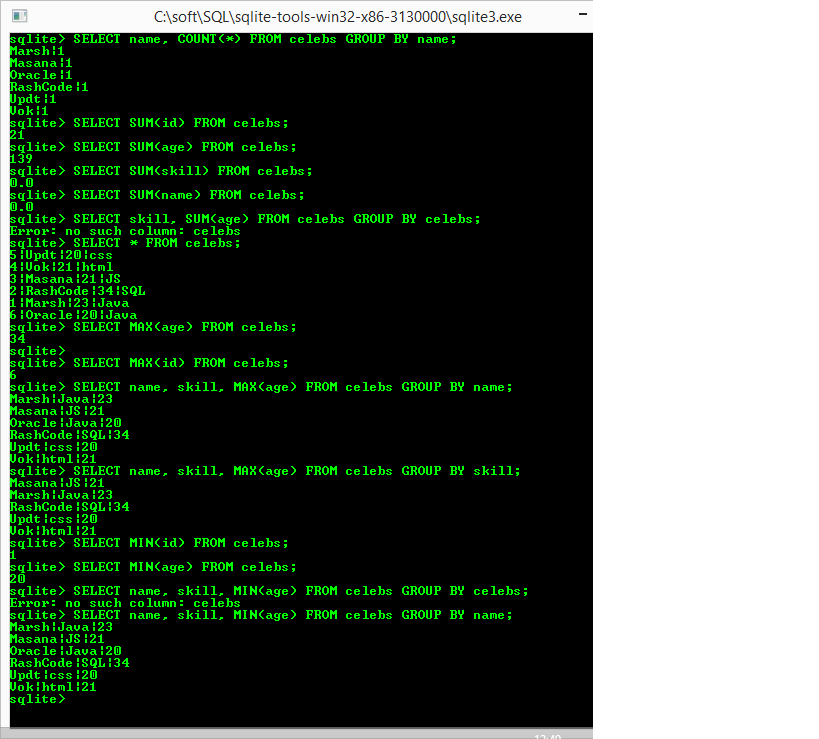 C:\soft\SQL\sqlite-tools-win32-x86-3130000\sqlite3.exe
sqlite> SELECT name, COUNT(*) FROM celebs GROUP BY name;
Marsh|1
Masana|1
Oracle|1
RashCode|1
Updt|1
Vok|1
sqlite> SELECT SUM(id) FROM celebs;
21
sqlite> SELECT SUM(age) FROM celebs;
139
sqlite> SELECT SUM(skill) FROM celebs;
0.0
sqlite> SELECT SUM(name) FROM celebs;
0.0
sqlite> SELECT skill, SUM(age) FROM celebs GROUP BY celebs;
Error: no such column: celebs
sqlite> SELECT * FROM celebs;
5|Updt|20|css
4|Vok|21|html
3|Masana|21|JS
2|RashCode|34|SQL
1|Marsh|23|Java
6|Oracle|20|Java
sqlite> SELECT MAX(age) FROM celebs;
34
sqlite>
sqlite> SELECT MAX(id) FROM celebs;
6
sqlite> SELECT name, skill, MAX(age) FROM celebs GROUP BY name;
Marsh|Java|23
Masana|JS|21
Oracle|Java|20
RashCode|SQL|34
Updt|css|20
Vok|html|21
sqlite> SELECT name, skill, MAX(age) FROM celebs GROUP BY skill;
Masana|JS|21
Marsh|Java|23
RashCode|SQL|34
Updt|css|20
Vok|html|21
sqlite> SELECT MIN(id) FROM celebs;
1
sqlite> SELECT MIN(age) FROM celebs;
20
sqlite> SELECT name, skill, MIN(age) FROM celebs GROUP BY celebs;
Error: no such column: celebs
sqlite> SELECT name, skill, MIN(age) FROM celebs GROUP BY name;
Marsh|Java|23
Masana|JS|21
Oracle|Java|20
RashCode|SQL|34
Updt|css|20
Vok|html|21
sqlite>